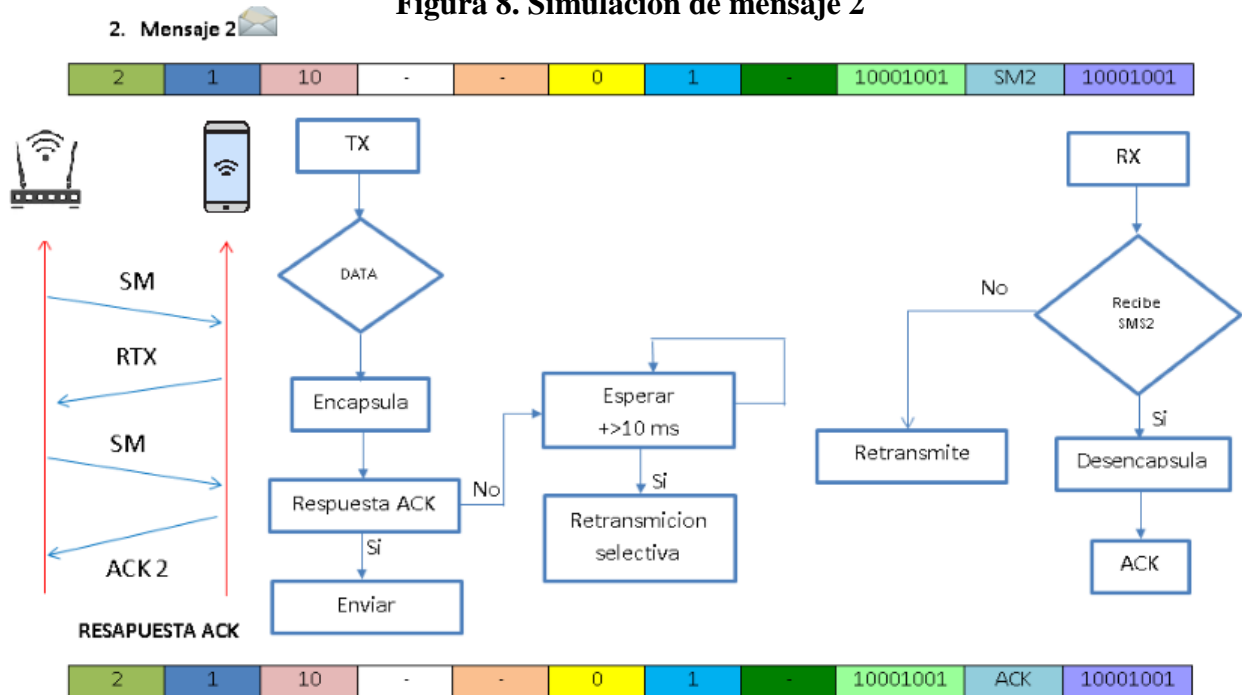 Figura 8. Simulación de mensaje 2
2. Mensaje 2
2 1 10 - - 0 1 - 10001001 SM2 10001001
TX
RX
DATA
SM
No
Recibe
SMS2
RTX
Encapsula
Esperar
+>10 ms
Si
SM
Retransmite
Desencapsula
Respuesta ACK
No
Si
Retransmicion
selectiva
Si
ACK
ACK 2
Enviar
RESAPUESTA ACK
2 1 10 - - 0 1 - 10001001 ACK 10001001